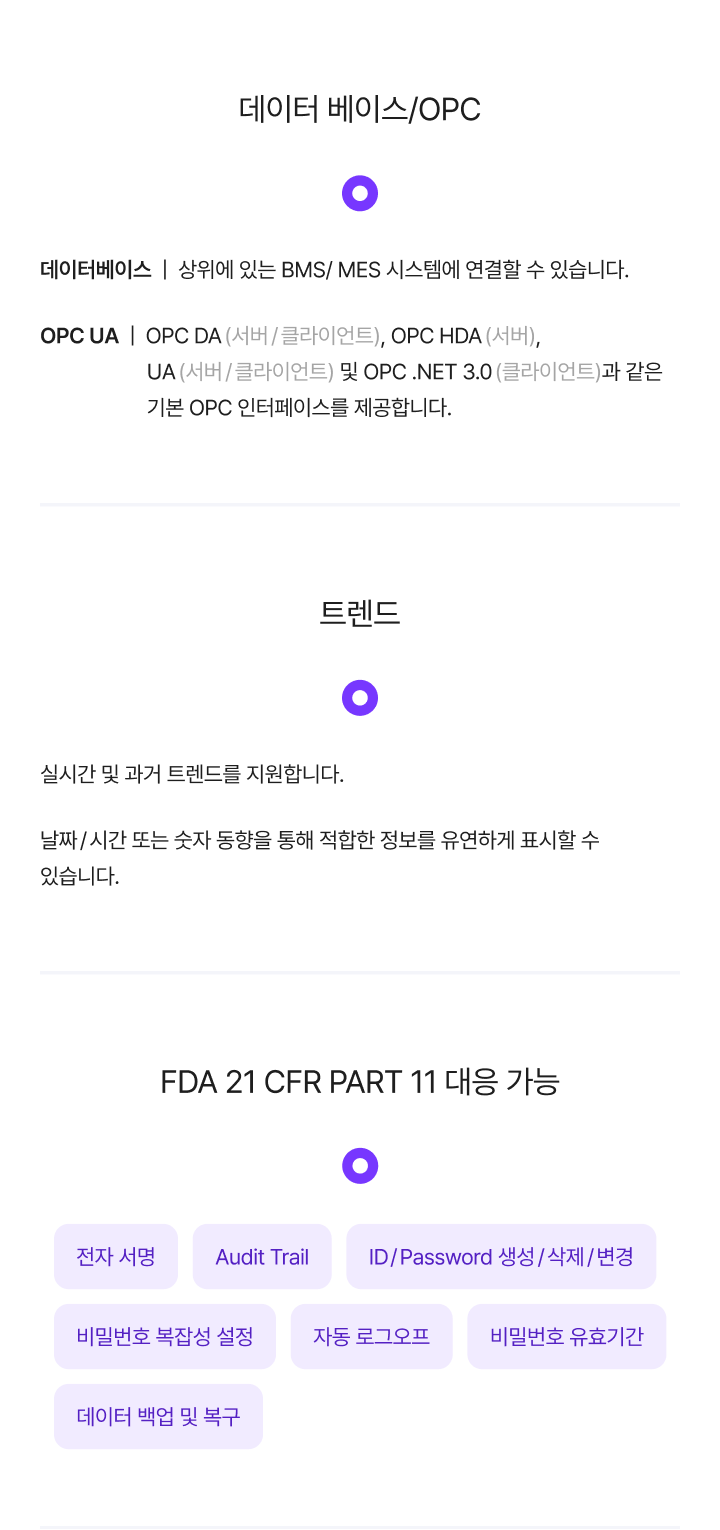 데이터 베이스/OPC
데이터베이스 | 상위에 있는 BMS/ MES 시스템에 연결할 수 있습니다.
OPC UA | OPC DA (서버/클라이언트), OPC HDA (서버),
UA (서버/클라이언트) 및 OPC .NET 3.0 (클라이언트)과 같은
기본 OPC 인터페이스를 제공합니다.
트렌드
실시간 및 과거 트렌드를 지원합니다.
날짜/시간 또는 숫자 동향을 통해 적합한 정보를 유연하게 표시할 수
있습니다.
FDA 21 CFR PART 11 대응 가능
전자 서명
Audit Trail
ID/Password 생성/삭제/변경
비밀번호 복잡성 설정
자동 로그오프
비밀번호 유효기간
데이터 백업 및 복구